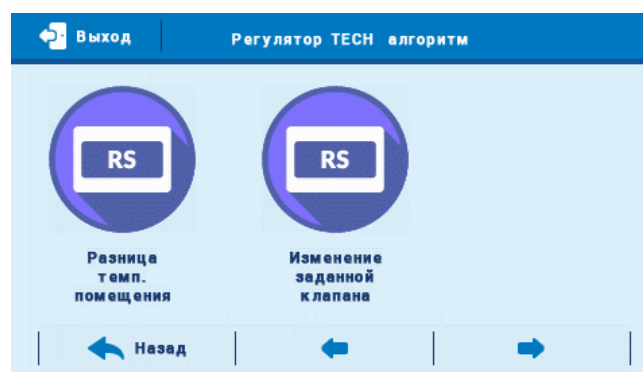 Выход
Регулятор TECH алгоритм
RS
RS
Разница
темп.
помещения
Изменение
заданной
клапана
Назад